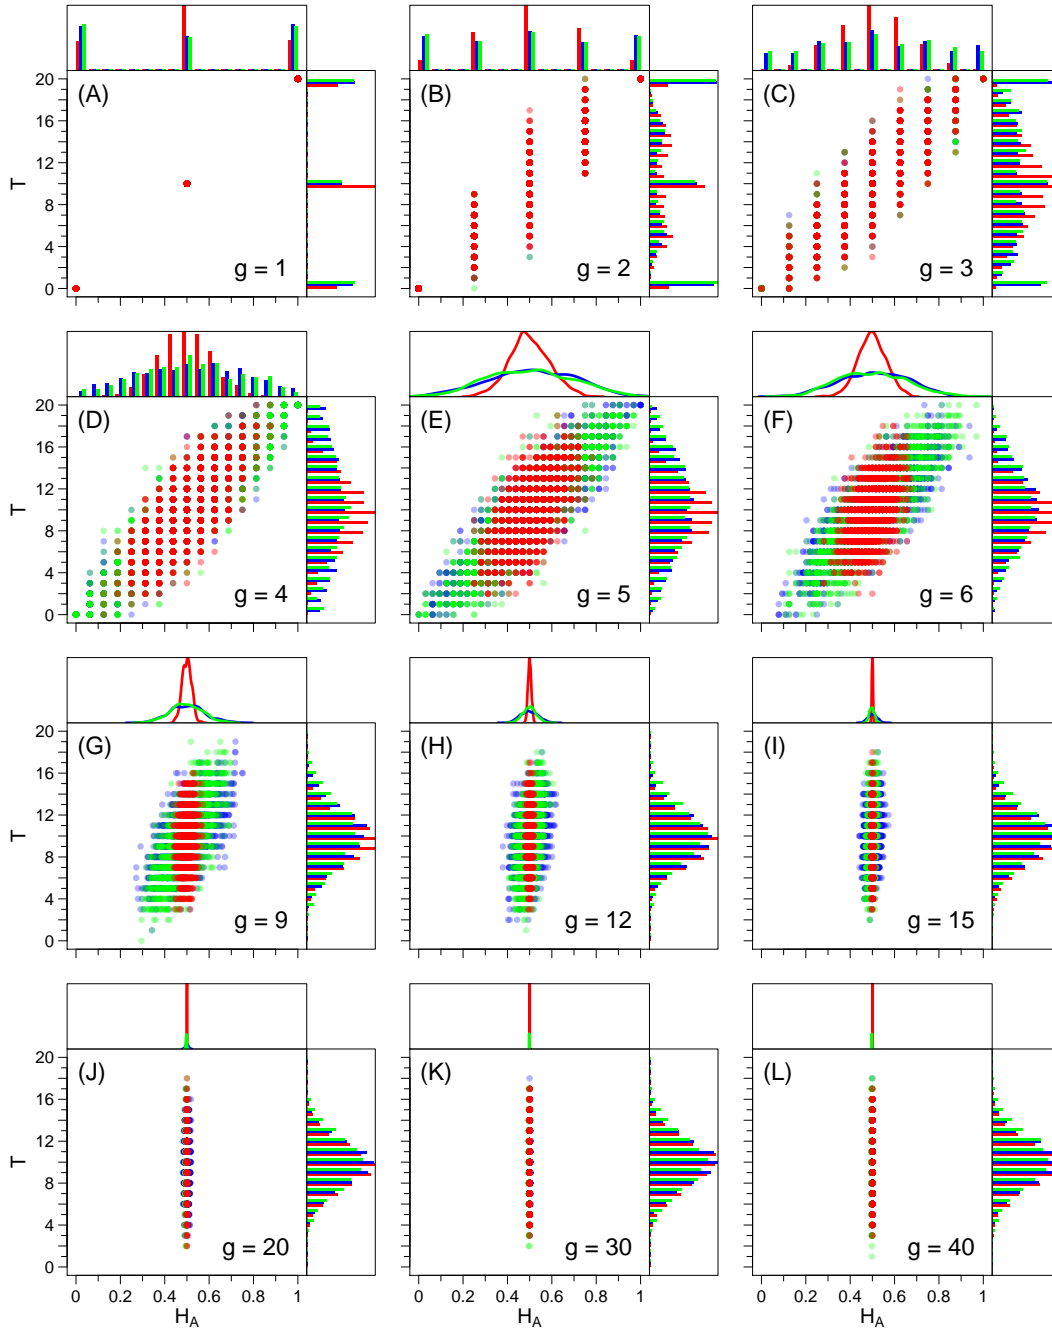 (A)
(B)
(C)
20
16
12
T
8
4
0
g = 1
g = 2
g = 3
(D)
(E)
(F)
20
16
12
T
8
4
0
g = 4
g = 5
g = 6
(G)
(H)
(I)
20
16
12
T
8
4
0
g = 9
g = 12
g = 15
(J)
(K)
(L)
20
16
12
T
8
4
0
g = 20
g = 30
g = 40
0 0.2 0.4 0.6 0.8 1
0 0.2 0.4 0.6 0.8 1
0 0.2 0.4 0.6 0.8 1
H_A
H_A
H_A